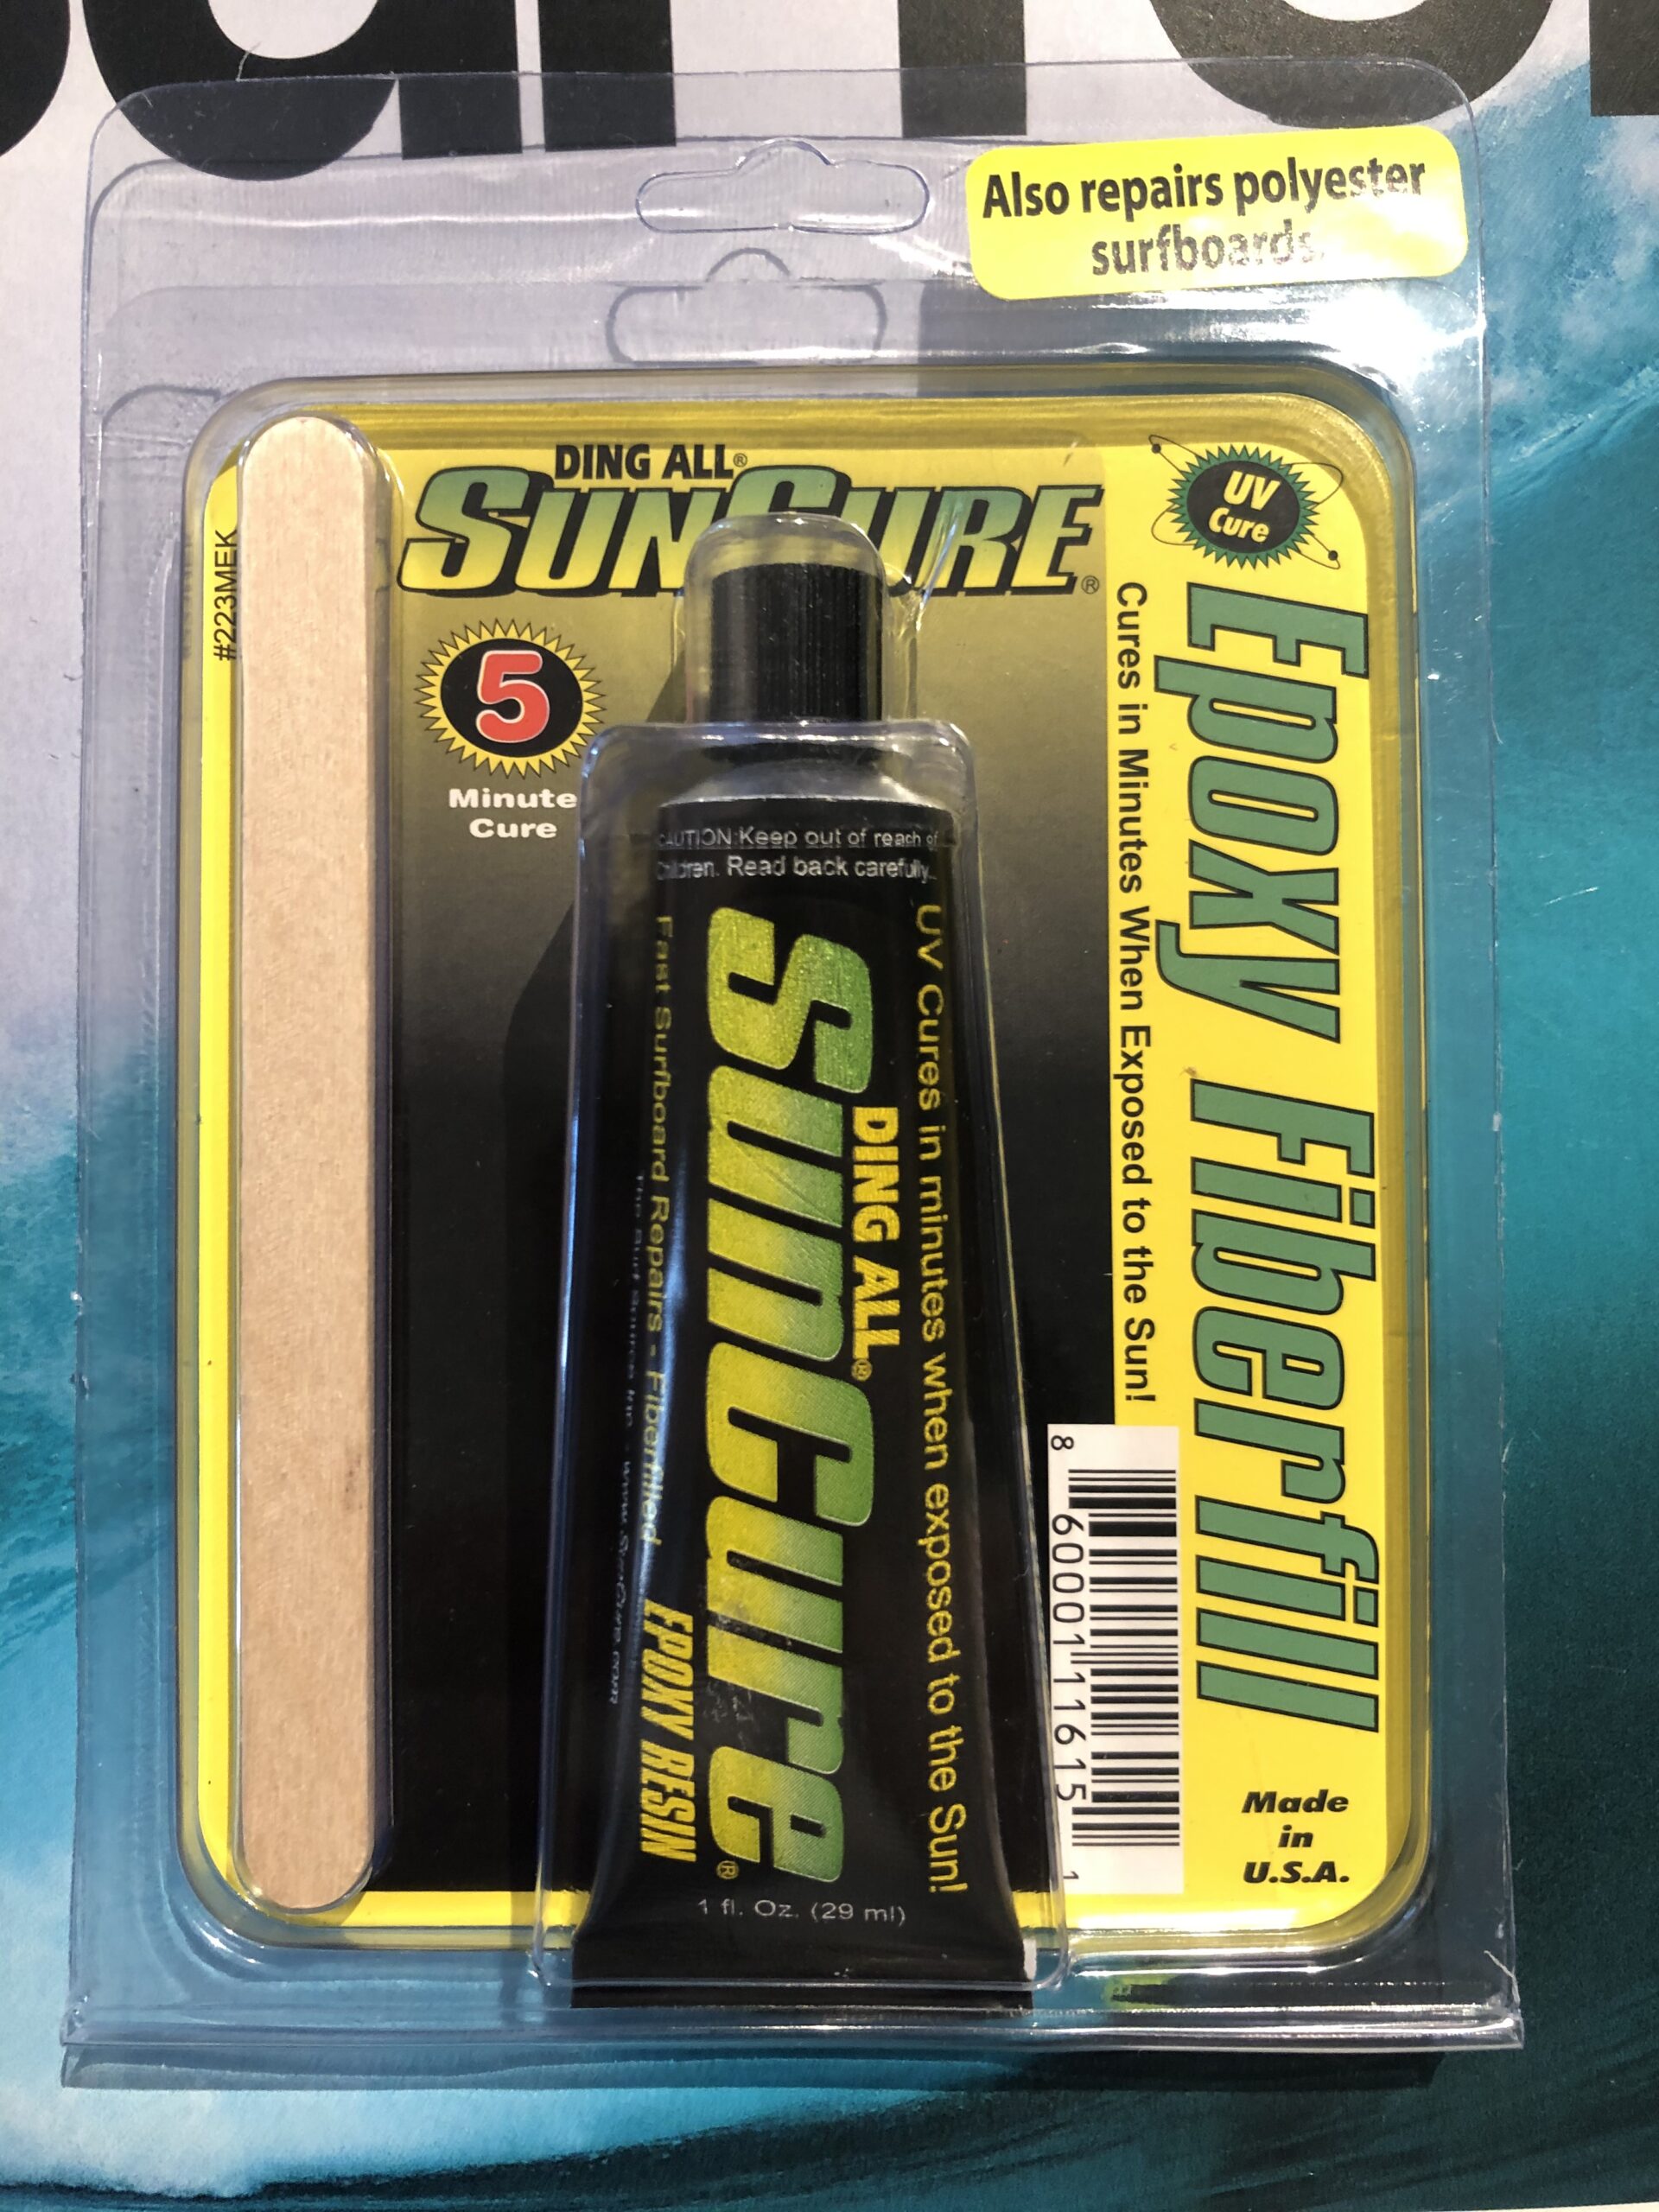 Also repairs polyester
surfboards.
#223MEK
DING ALL®
SUNCURE®
UV
Cure
5
Minute
Cure
Epoxy Fiberfill
Cures in Minutes When Exposed to the Sun!
CAUTION: Keep out of reach of
Children. Read back carefully.
UV Cures in minutes when exposed to the Sun!
DING ALL®
SunCure®
Fast Surfboard Repairs - Fiberfilled
EPOXY RESIN
1 fl. Oz. (29 ml)
8 60001 11615 1
Made
in
U.S.A.